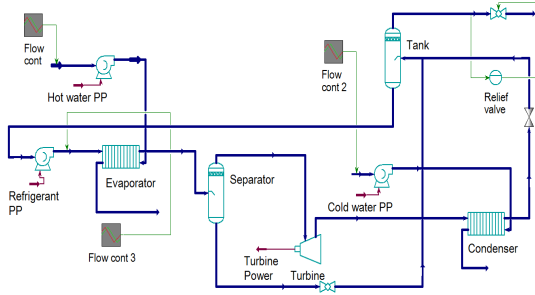 Flow
cont
Hot water PP
Flow
cont 2
Tank
Relief
valve
Refrigerant
PP
Evaporator
Separator
Cold water PP
Flow cont 3
Turbine
Power
Turbine
Condenser